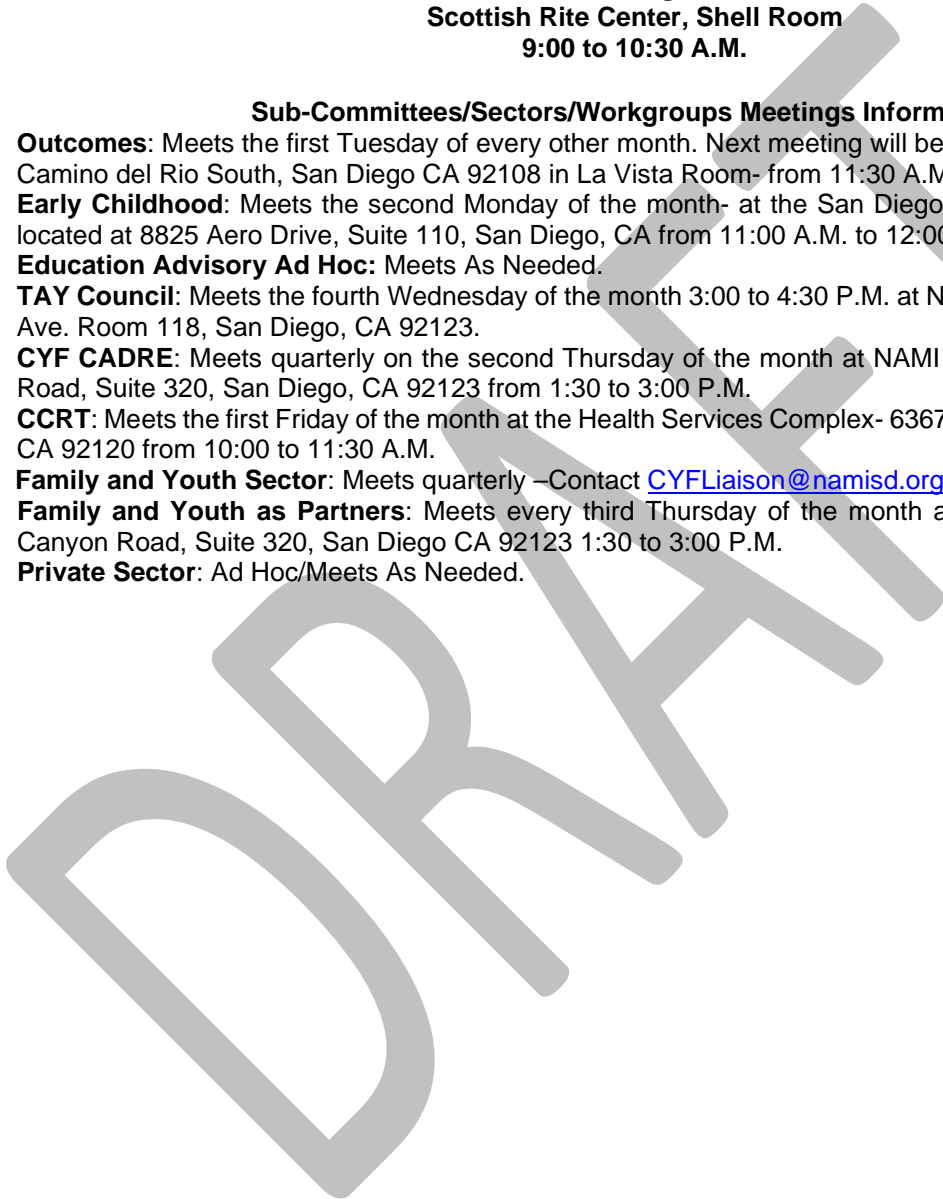 Scottish Rite Center, Shell Room
9:00 to 10:30 A.M.
Sub-Committees/Sectors/Workgroups Meetings Inform
Outcomes: Meets the first Tuesday of every other month. Next meeting will be
Camino del Rio South, San Diego CA 92108 in La Vista Room- from 11:30 A.M
Early Childhood: Meets the second Monday of the month- at the San Diego
located at 8825 Aero Drive, Suite 110, San Diego, CA from 11:00 A.M. to 12:00
Education Advisory Ad Hoc: Meets As Needed.
TAY Council: Meets the fourth Wednesday of the month 3:00 to 4:30 P.M. at N
Ave. Room 118, San Diego, CA 92123.
CYF CADRE: Meets quarterly on the second Thursday of the month at NAMI
Road, Suite 320, San Diego, CA 92123 from 1:30 to 3:00 P.M.
CCRT: Meets the first Friday of the month at the Health Services Complex- 6367
CA 92120 from 10:00 to 11:30 A.M.
Family and Youth Sector: Meets quarterly –Contact CYFLiaison@namisd.org
Family and Youth as Partners: Meets every third Thursday of the month a
Canyon Road, Suite 320, San Diego CA 92123 1:30 to 3:00 P.M.
Private Sector: Ad Hoc/Meets As Needed.
DRAFT